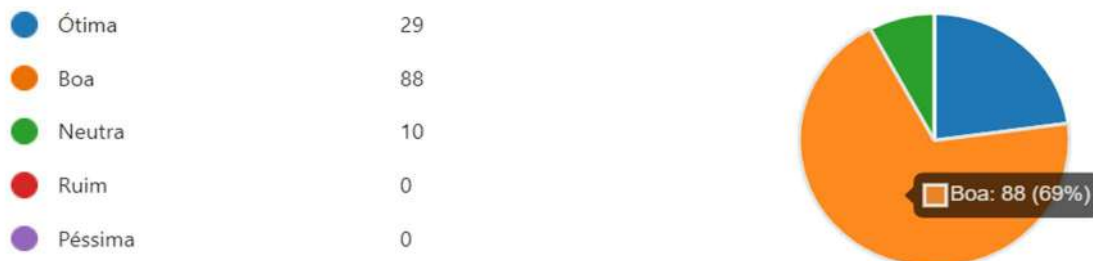 Ótima 29
Boa 88
Neutra 10
Ruim 0
Péssima 0
Boa: 88 (69%)